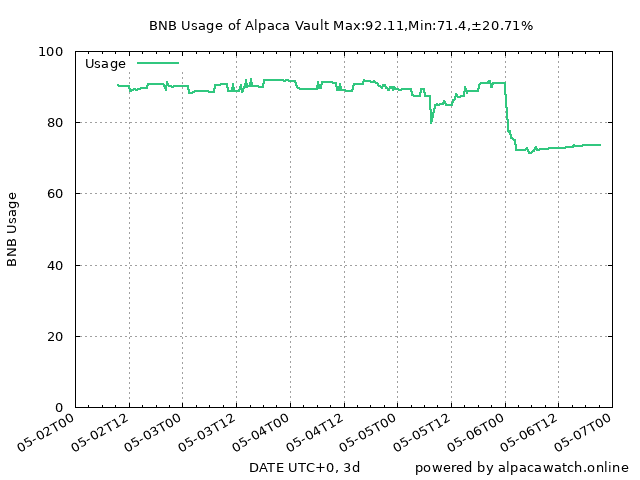 BNB Usage of Alpaca Vault Max:92.11,Min:71.4,±20.71%
Usage
100
80
60
40
20
0
BNB Usage
05-02T00
05-02T12
05-03T00
05-03T12
05-04T00
05-04T12
05-05T00
05-05T12
05-06T00
05-06T12
05-07T00
DATE UTC+0, 3d
powered by alpacawatch.online